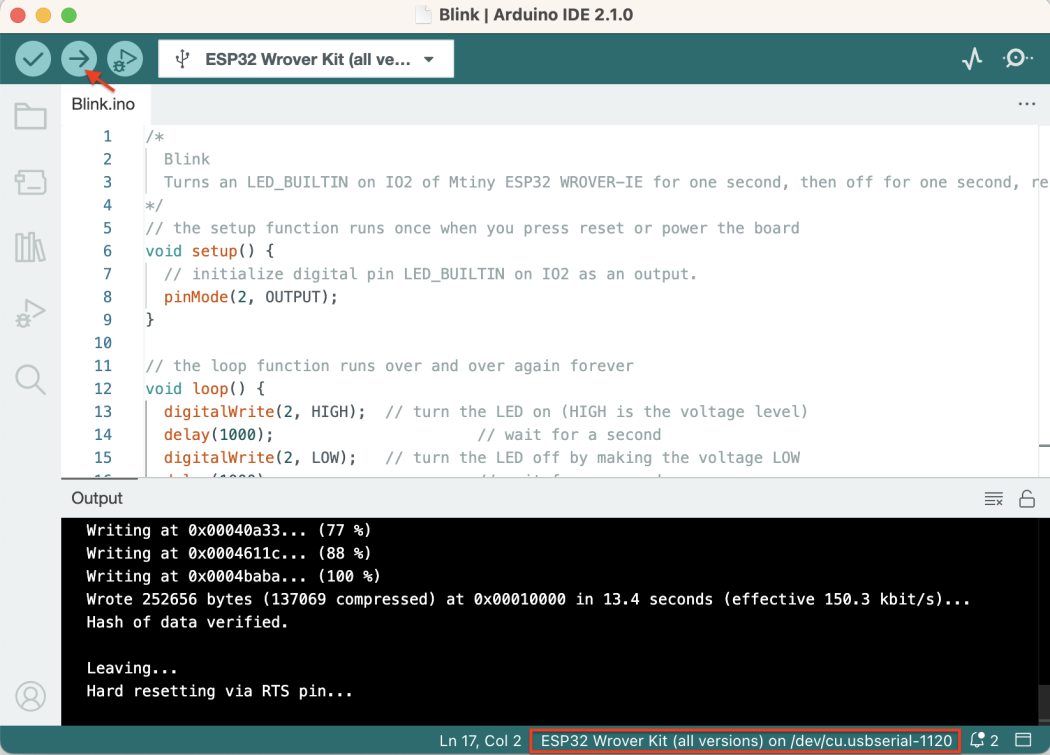 Blink | Arduino IDE 2.1.0
ESP32 Wrover Kit (all ve...
Blink.ino
1 /*
2 Blink
3 Turns an LED_BUILTIN on IO2 of Mtiny ESP32 WROVER-IE for one second, then off for one second, re
4 */
5 // the setup function runs once when you press reset or power the board
6 void setup() {
7 // initialize digital pin LED_BUILTIN on IO2 as an output.
8 pinMode(2, OUTPUT);
9 }
10
11 // the loop function runs over and over again forever
12 void loop() {
13 digitalWrite(2, HIGH);  // turn the LED on (HIGH is the voltage level)
14 delay(1000);                      // wait for a second
15 digitalWrite(2, LOW);   // turn the LED off by making the voltage LOW
Output
Writing at 0x00040a33... (77 %)
Writing at 0x0004611c... (88 %)
Writing at 0x0004baba... (100 %)
Wrote 252656 bytes (137069 compressed) at 0x00010000 in 13.4 seconds (effective 150.3 kbit/s)...
Hash of data verified.
Leaving...
Hard resetting via RTS pin...
Ln 17, Col 2 ESP32 Wrover Kit (all versions) on /dev/cu.usbserial-1120 2